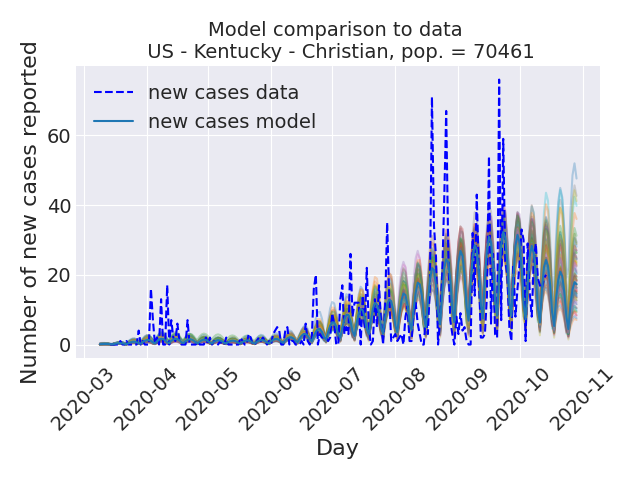 Model comparison to data
US - Kentucky - Christian, pop. = 70461
new cases data
new cases model
Number of new cases reported
60
40
20
0
2020-03
2020-04
2020-05
2020-06
2020-07
2020-08
2020-09
2020-10
2020-11
Day